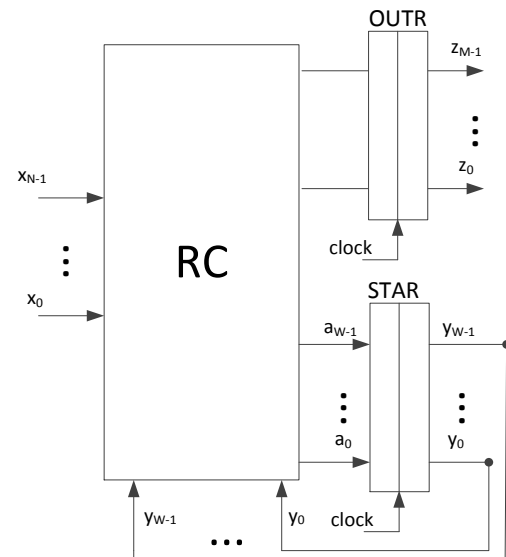 OUTR
z_{M-1}
x_{N-1}
z_0
RC
clock
x_0
STAR
a_{W-1}
y_{W-1}
a_0
y_0
y_{W-1}
y_0
clock